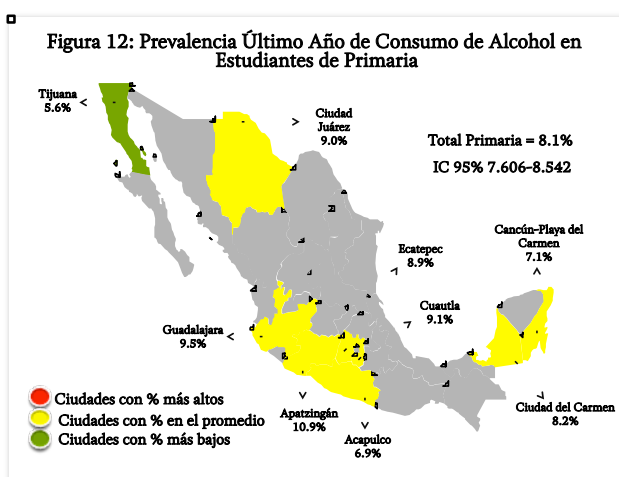 Figura 12: Prevalencia Último Año de Consumo de Alcohol en
Estudiantes de Primaria
Tijuana
5.6%
Ciudad
Juárez
9.0%
Total Primaria = 8.1%
IC 95% 7.606-8.542
Cancún-Playa del
Carmen
7.1%
Ecatepec
8.9%
Cuautla
9.1%
Guadalajara
9.5%
Ciudades con % más altos
Ciudades con % en el promedio
Ciudades con % más bajos
Apatzingán
10.9%
Acapulco
6.9%
Ciudad del Carmen
8.2%